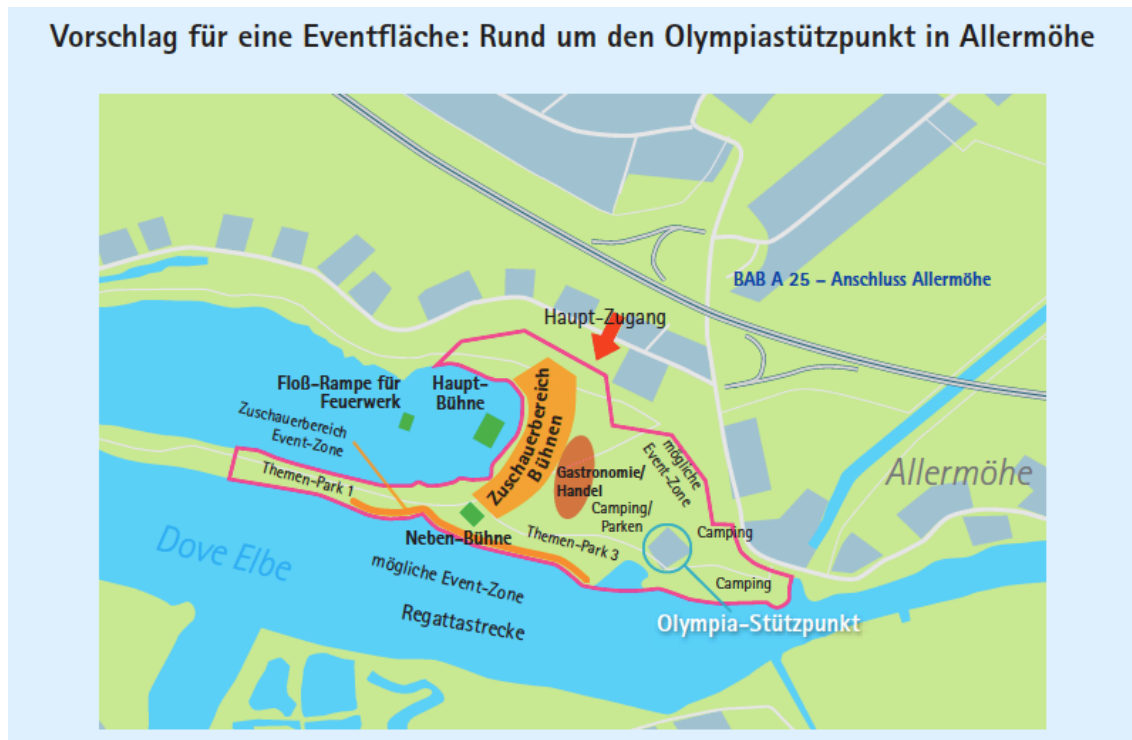 Vorschlag für eine Eventfläche: Rund um den Olympiastützpunkt in Allermöhe
BAB A 25 – Anschluss Allermöhe
Haupt-Zugang
Floß-Rampe für
Feuerwerk
Haupt-
Bühne
Zuschauerbereich
Event-Zone
Zuschauerbereich
Bühnen
mögliche
Event-Zone
Allermöhe
Themen-Park 1
Gastronomie/
Handel
Camping/
Parken
Neben-Bühne
Themen-Park 3
Camping
Camping
Dove Elbe
mögliche Event-Zone
Regattastrecke
Olympia-Stützpunkt